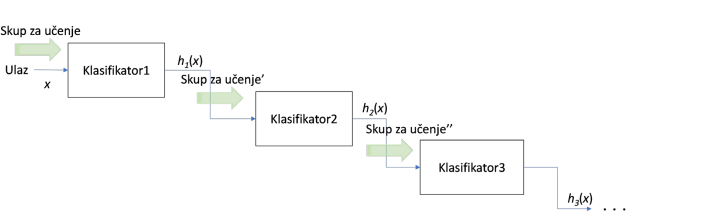 Skup za učenje
Ulaz
x
Klasifikator1
h1(x)
Skup za učenje′
Klasifikator2
h2(x)
Skup za učenje′′
Klasifikator3
h3(x) . . .